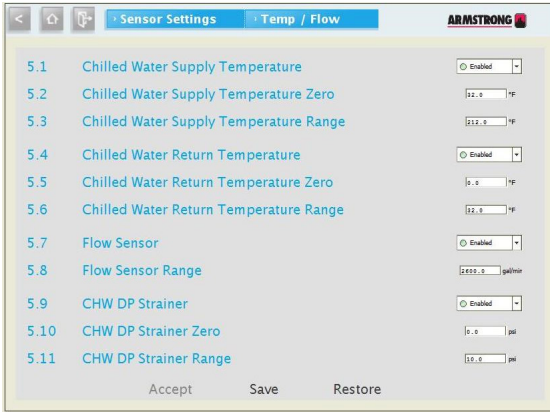 < Sensor Settings Temp / Flow ARMSTRONG
5.1 Chilled Water Supply Temperature Enabled
5.2 Chilled Water Supply Temperature Zero 32.0 °F
5.3 Chilled Water Supply Temperature Range 212.0 °F
5.4 Chilled Water Return Temperature Enabled
5.5 Chilled Water Return Temperature Zero 0.0 °F
5.6 Chilled Water Return Temperature Range 32.0 °F
5.7 Flow Sensor Enabled
5.8 Flow Sensor Range 2600.0 gal/min
5.9 CHW DP Strainer Enabled
5.10 CHW DP Strainer Zero 0.0 psi
5.11 CHW DP Strainer Range 10.0 psi
Accept Save Restore